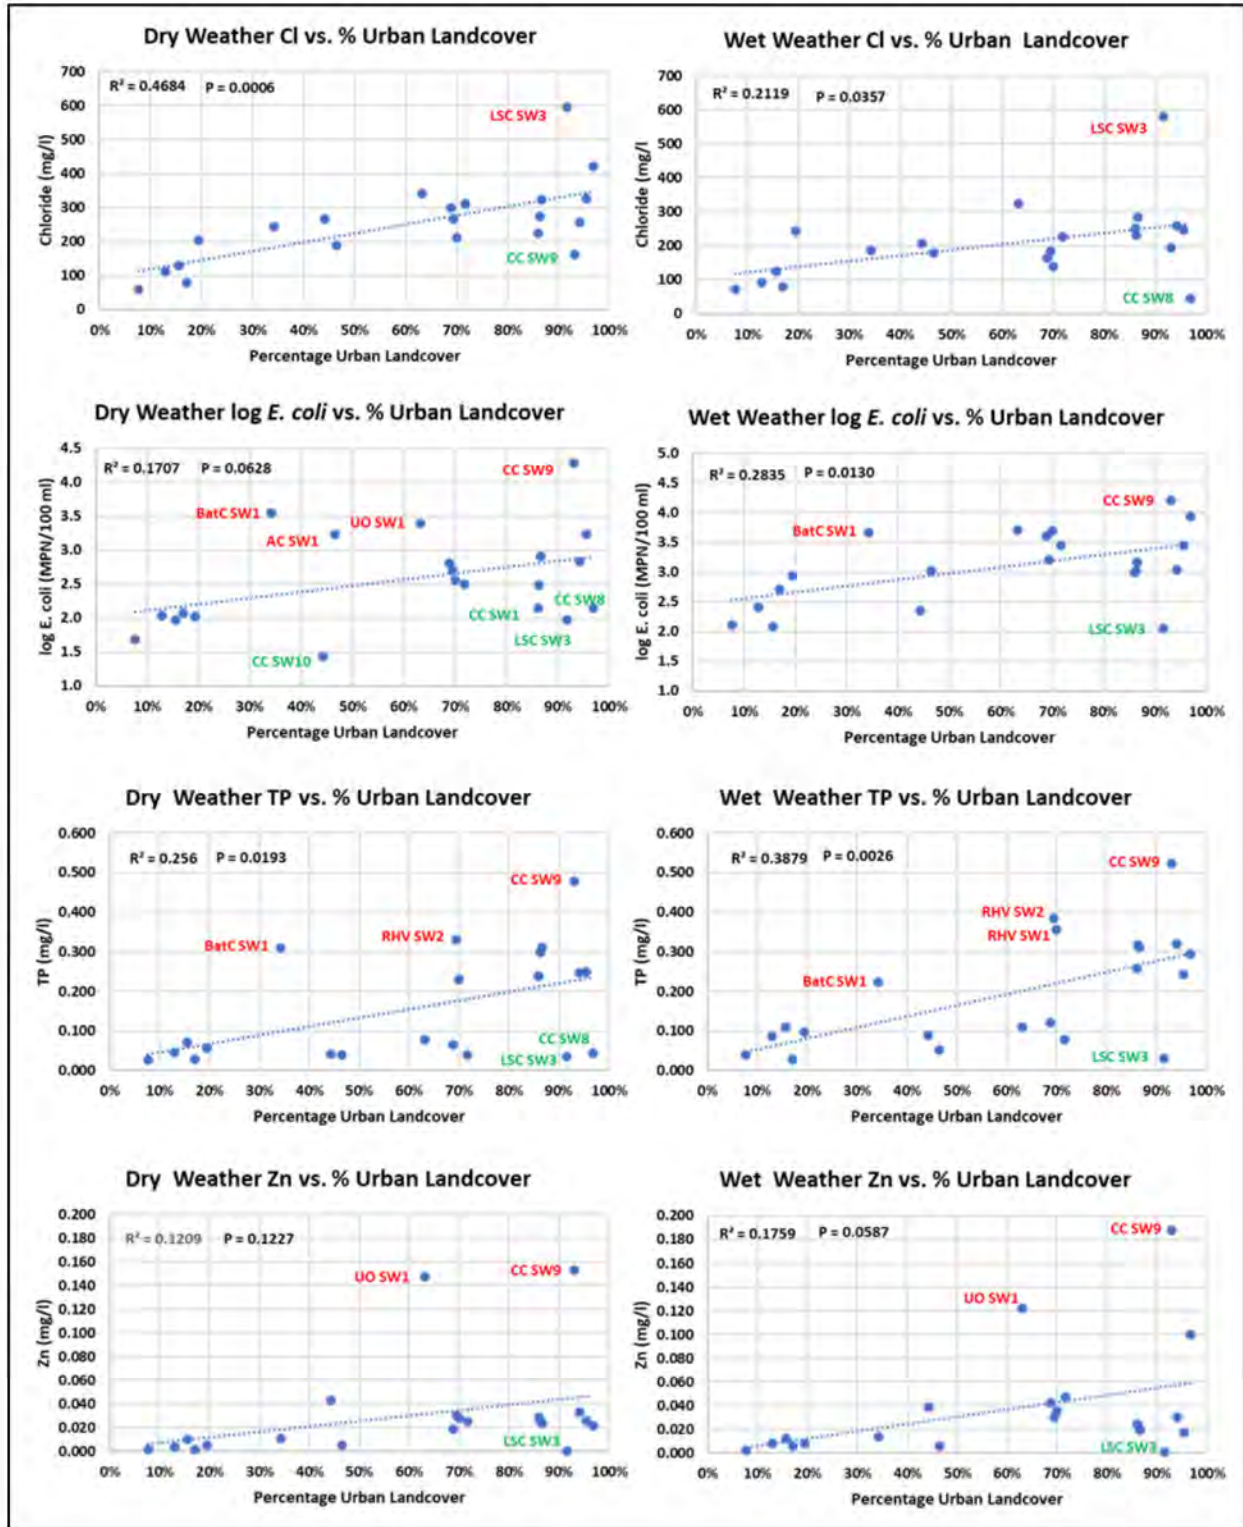 Dry Weather Cl vs. % Urban Landcover
R² = 0.4684 P = 0.0006
Chloride (mg/l)
700
600
500
400
300
200
100
0
LSC SW3
CC SW9
0% 10% 20% 30% 40% 50% 60% 70% 80% 90% 100%
Percentage Urban Landcover
Wet Weather Cl vs. % Urban Landcover
R² = 0.2119 P = 0.0357
Chloride (mg/l
700
600
500
400
300
200
100
0
LSC SW3
CC SW8
0% 10% 20% 30% 40% 50% 60% 70% 80% 90% 100%
Percentage Urban Landcover
Dry Weather log E. coli vs. % Urban Landcover
R² = 0.1707 P = 0.0628
log E. coli (MPN/100 ml)
4.5
4.0
3.5
3.0
2.5
2.0
1.5
1.0
CC SW9
BatC SW1
UO SW1
AC SW1
CC SW8
CC SW1
LSC SW3
CC SW10
0% 10% 20% 30% 40% 50% 60% 70% 80% 90% 100%
Percentage Urban Landcover
Wet Weather log E. coli vs. % Urban Landcover
R² = 0.2835 P = 0.0130
log E. coli (MPN/100 ml)
5.0
4.5
4.0
3.5
3.0
2.5
2.0
1.5
1.0
CC SW9
BatC SW1
LSC SW3
0% 10% 20% 30% 40% 50% 60% 70% 80% 90% 100%
Percentage Urban Landcover
Dry Weather TP vs. % Urban Landcover
R² = 0.256 P = 0.0193
TP (mg/l)
0.600
0.500
0.400
0.300
0.200
0.100
0.000
CC SW9
RHV SW2
BatC SW1
CC SW8
LSC SW3
0% 10% 20% 30% 40% 50% 60% 70% 80% 90% 100%
Percentage Urban Landcover
Wet Weather TP vs. % Urban Landcover
R² = 0.3879 P = 0.0026
TP (mg/l)
0.600
0.500
0.400
0.300
0.200
0.100
0.000
CC SW9
RHV SW2
RHV SW1
BatC SW1
LSC SW3
0% 10% 20% 30% 40% 50% 60% 70% 80% 90% 100%
Percentage Urban Landcover
Dry Weather Zn vs. % Urban Landcover
R² = 0.1209 P = 0.1227
Zn (mg/l)
0.200
0.180
0.160
0.140
0.120
0.100
0.080
0.060
0.040
0.020
0.000
UO SW1
CC SW9
LSC SW3
0% 10% 20% 30% 40% 50% 60% 70% 80% 90% 100%
Percentage Urban Landcover
Wet Weather Zn vs. % Urban Landcover
R² = 0.1759 P = 0.0587
Zn (mg/l)
0.200
0.180
0.160
0.140
0.120
0.100
0.080
0.060
0.040
0.020
0.000
CC SW9
UO SW1
LSC SW3
0% 10% 20% 30% 40% 50% 60% 70% 80% 90% 100%
Percentage Urban Landcover